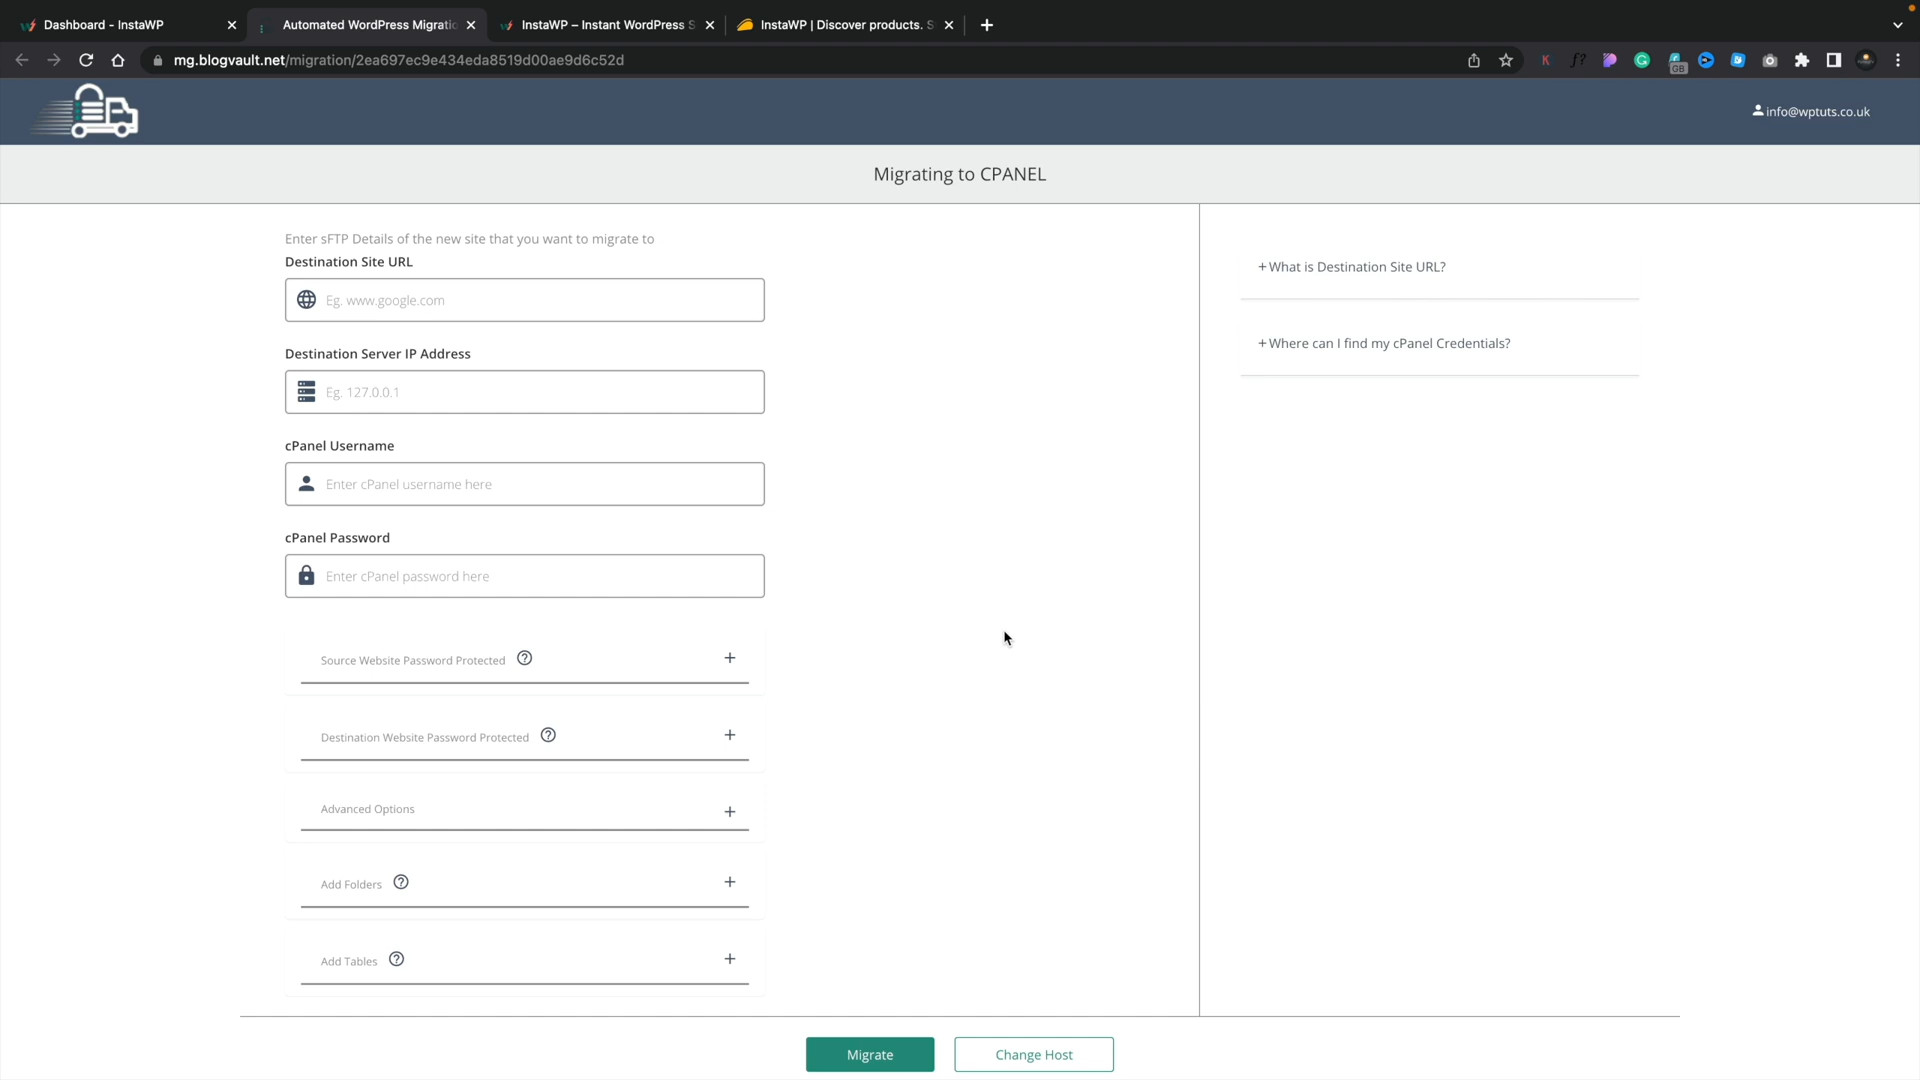 Dashboard - InstaWP
Automated WordPress Migratio
InstaWP – Instant WordPress S
InstaWP | Discover products. S
mg.blogvault.net/migration/2ea697ec9e434eda8519d00ae9d6c52d
GB
info@wptuts.co.uk
Migrating to CPANEL
Enter sFTP Details of the new site that you want to migrate to
Destination Site URL
Eg. www.google.com
Destination Server IP Address
Eg. 127.0.0.1
cPanel Username
Enter cPanel username here
cPanel Password
Enter cPanel password here
Source Website Password Protected
Destination Website Password Protected
Advanced Options
Add Folders
Add Tables
+What is Destination Site URL?
+Where can I find my cPanel Credentials?
Migrate
Change Host